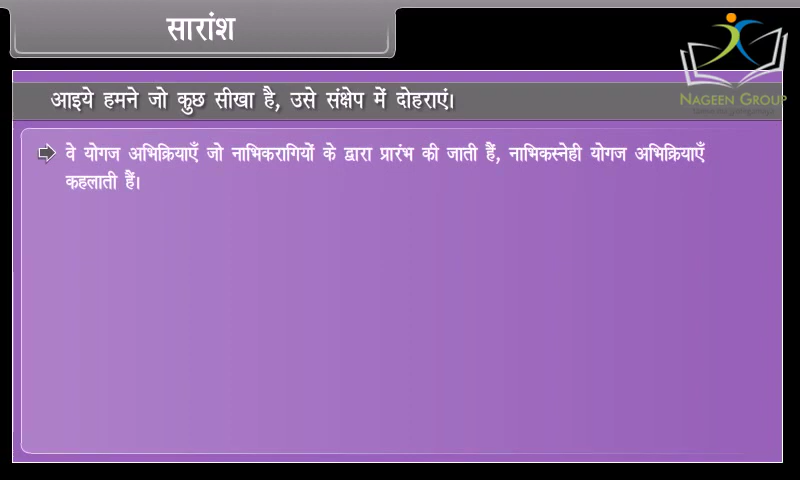 सारांश
NAGEEN GROUP
आइये हमने जो कुछ सीखा है, उसे संक्षेप में दोहराएं।
वे योगज अभिक्रियाएँ जो नाभिकरागियों के द्वारा प्रारंभ की जाती हैं, नाभिकस्नेही योगज अभिक्रियाएँ
कहलाती हैं।